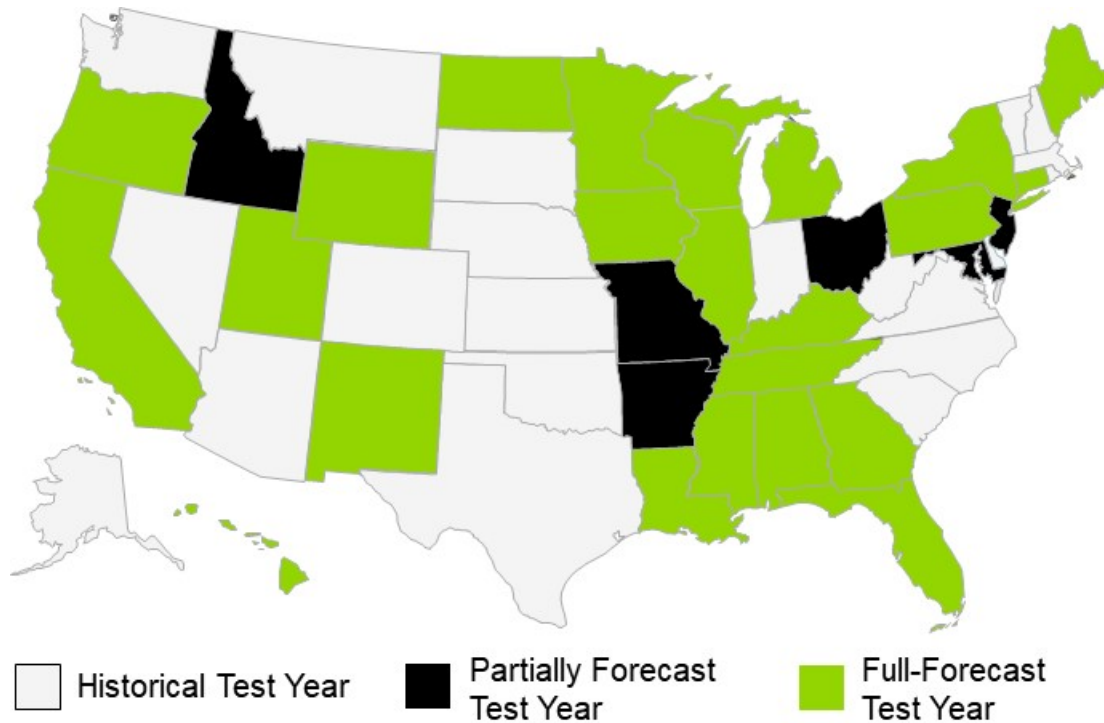 Historical Test Year
Partially Forecast
Test Year
Full-Forecast
Test Year